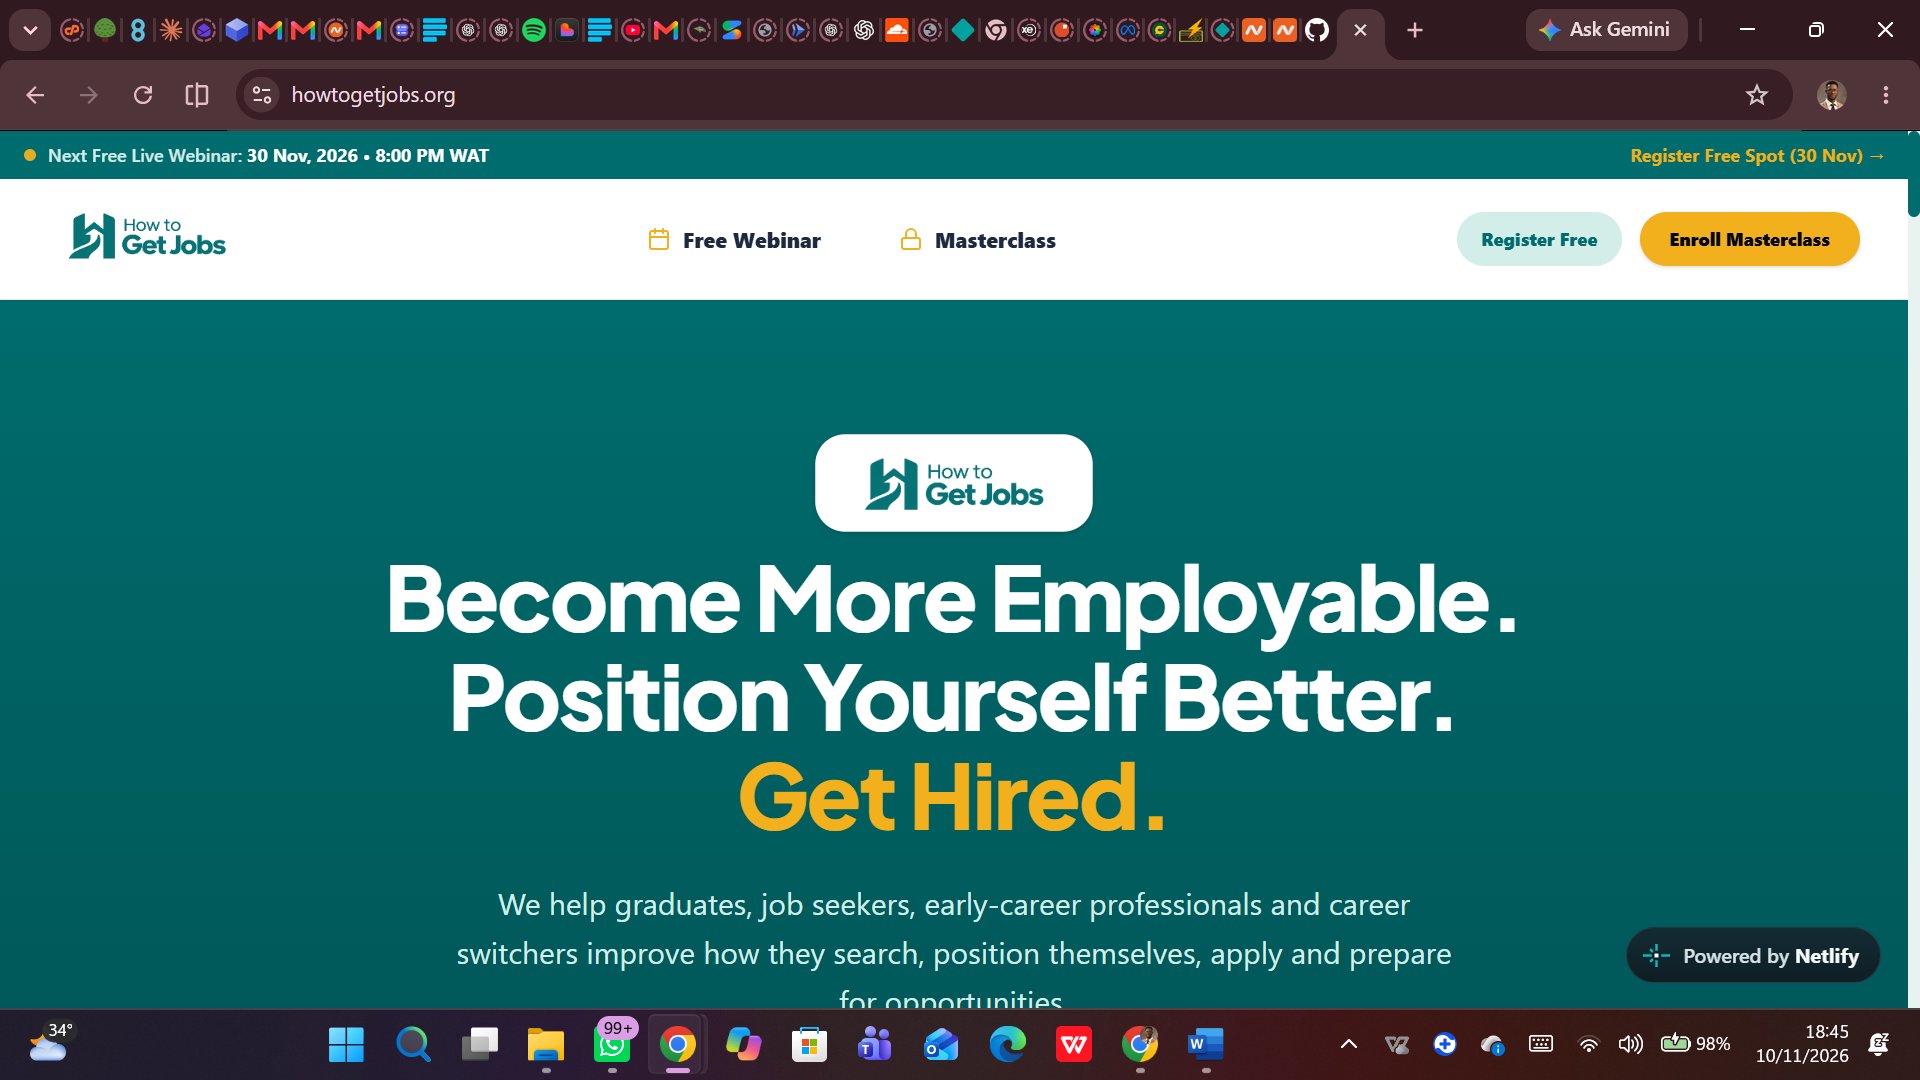 Ask Gemini
howtogetjobs.org
Next Free Live Webinar: 30 Nov, 2026 • 8:00 PM WAT
Register Free Spot (30 Nov) →
How to
Get Jobs
Free Webinar
Masterclass
Register Free
Enroll Masterclass
How to
Get Jobs
Become More Employable.
Position Yourself Better.
Get Hired.
We help graduates, job seekers, early-career professionals and career
switchers improve how they search, position themselves, apply and prepare
for opportunities.
Powered by Netlify
34°
99+
98%
18:45
10/11/2026